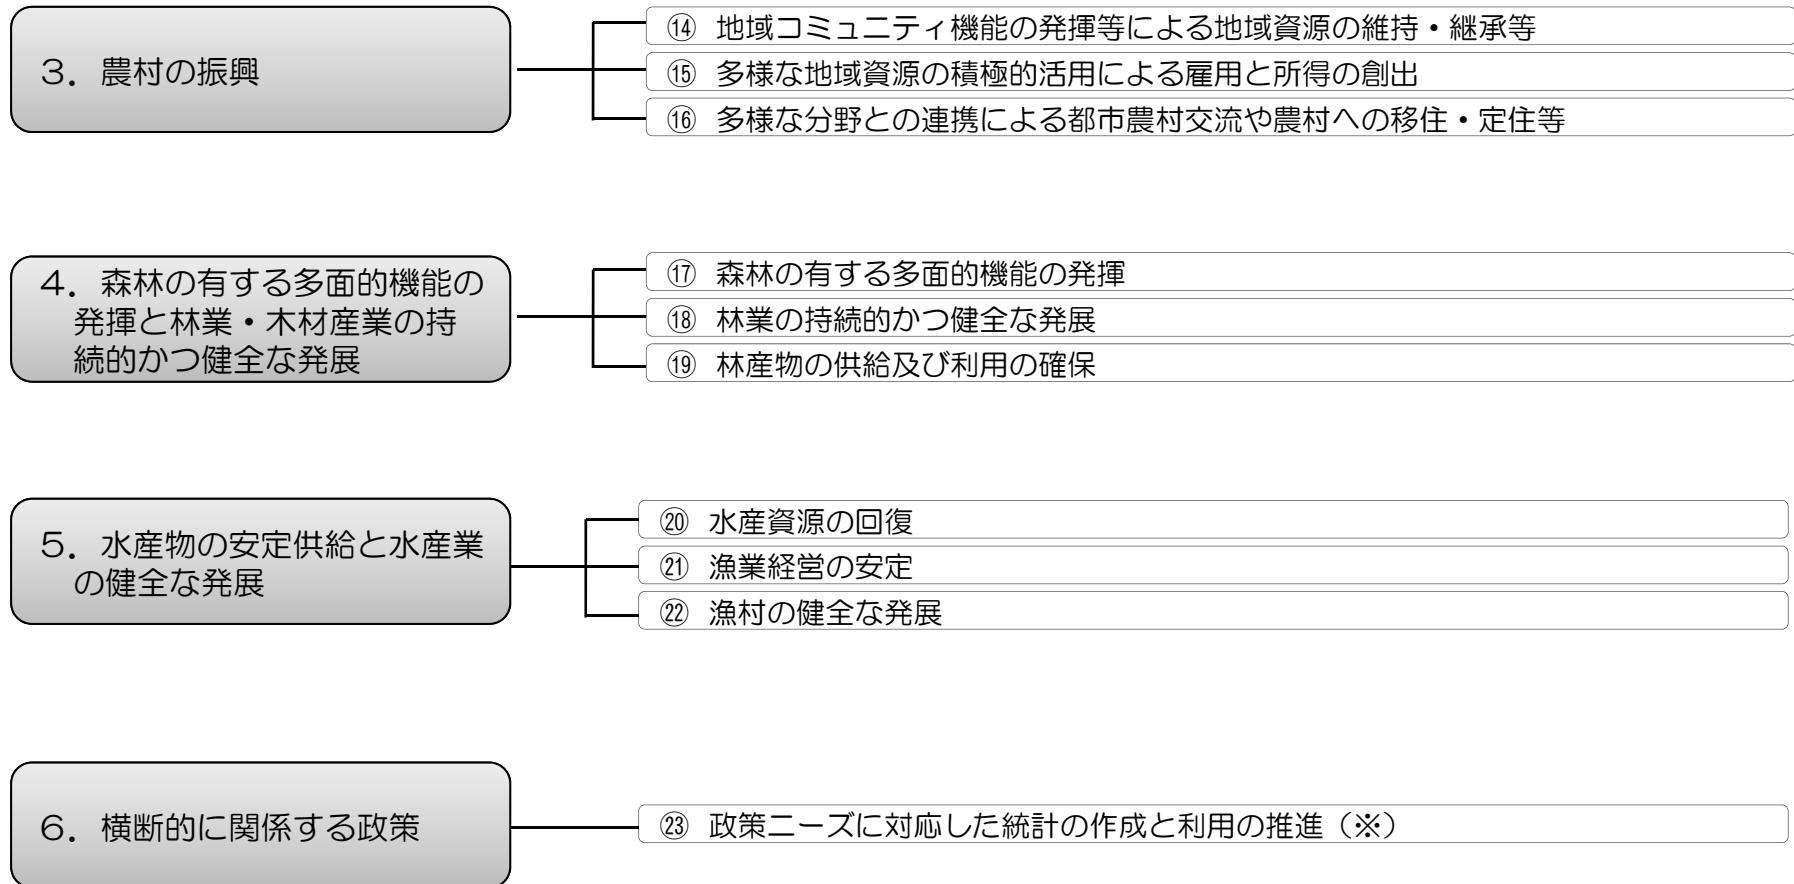 3．農村の振興
⑭ 地域コミュニティ機能の発揮等による地域資源の維持・継承等
⑮ 多様な地域資源の積極的活用による雇用と所得の創出
⑯ 多様な分野との連携による都市農村交流や農村への移住・定住等
4．森林の有する多面的機能の
発揮と林業・木材産業の持
続的かつ健全な発展
⑰ 森林の有する多面的機能の発揮
⑱ 林業の持続的かつ健全な発展
⑲ 林産物の供給及び利用の確保
5．水産物の安定供給と水産業
の健全な発展
⑳ 水産資源の回復
㉑ 漁業経営の安定
㉒ 漁村の健全な発展
6．横断的に関係する政策
㉓ 政策ニーズに対応した統計の作成と利用の推進（※）